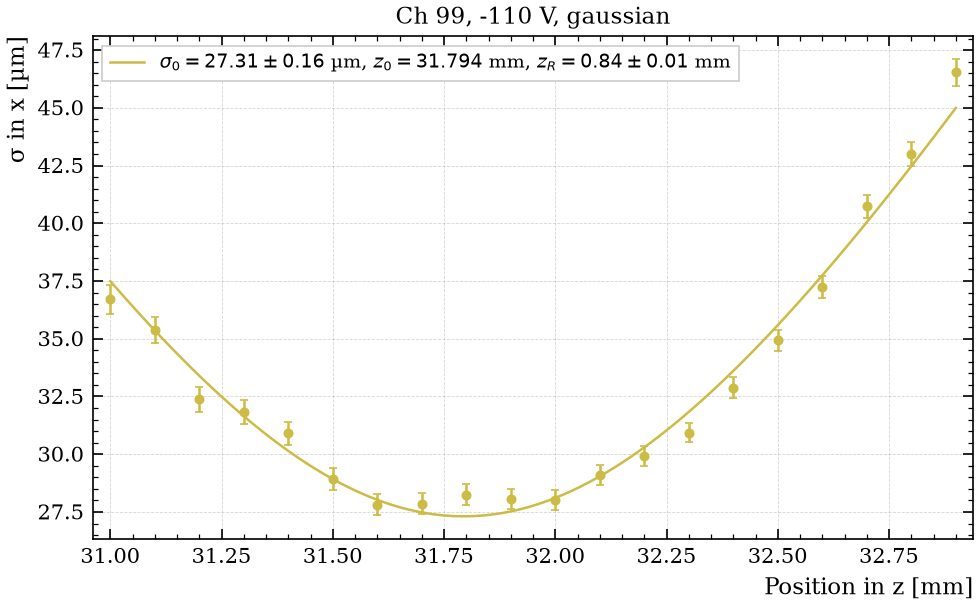 Ch 99, -110 V, gaussian
σ₀ = 27.31 ± 0.16 µm, z₀ = 31.794 mm, z_R = 0.84 ± 0.01 mm
σ in x [µm]
47.5
45.0
42.5
40.0
37.5
35.0
32.5
30.0
27.5
31.00 31.25 31.50 31.75 32.00 32.25 32.50 32.75
Position in z [mm]